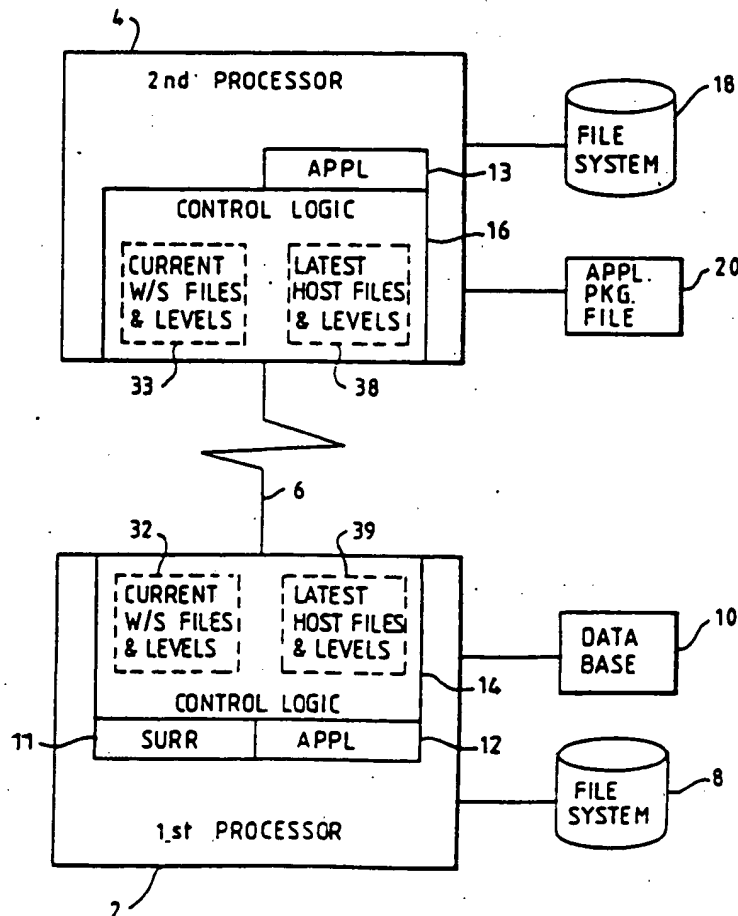 4
2nd PROCESSOR
18
FILE
SYSTEM
APPL
13
CONTROL LOGIC
16
CURRENT
W/S FILES
& LEVELS
LATEST
HOST FILES
& LEVELS
APPL.
PKG.
FILE
20
33
38
6
32
39
CURRENT
W/S FILES
& LEVELS
LATEST
HOST FILES
& LEVELS
DATA
BASE
10
14
CONTROL LOGIC
11
SURR
APPL
12
FILE
SYSTEM
8
1st PROCESSOR
2